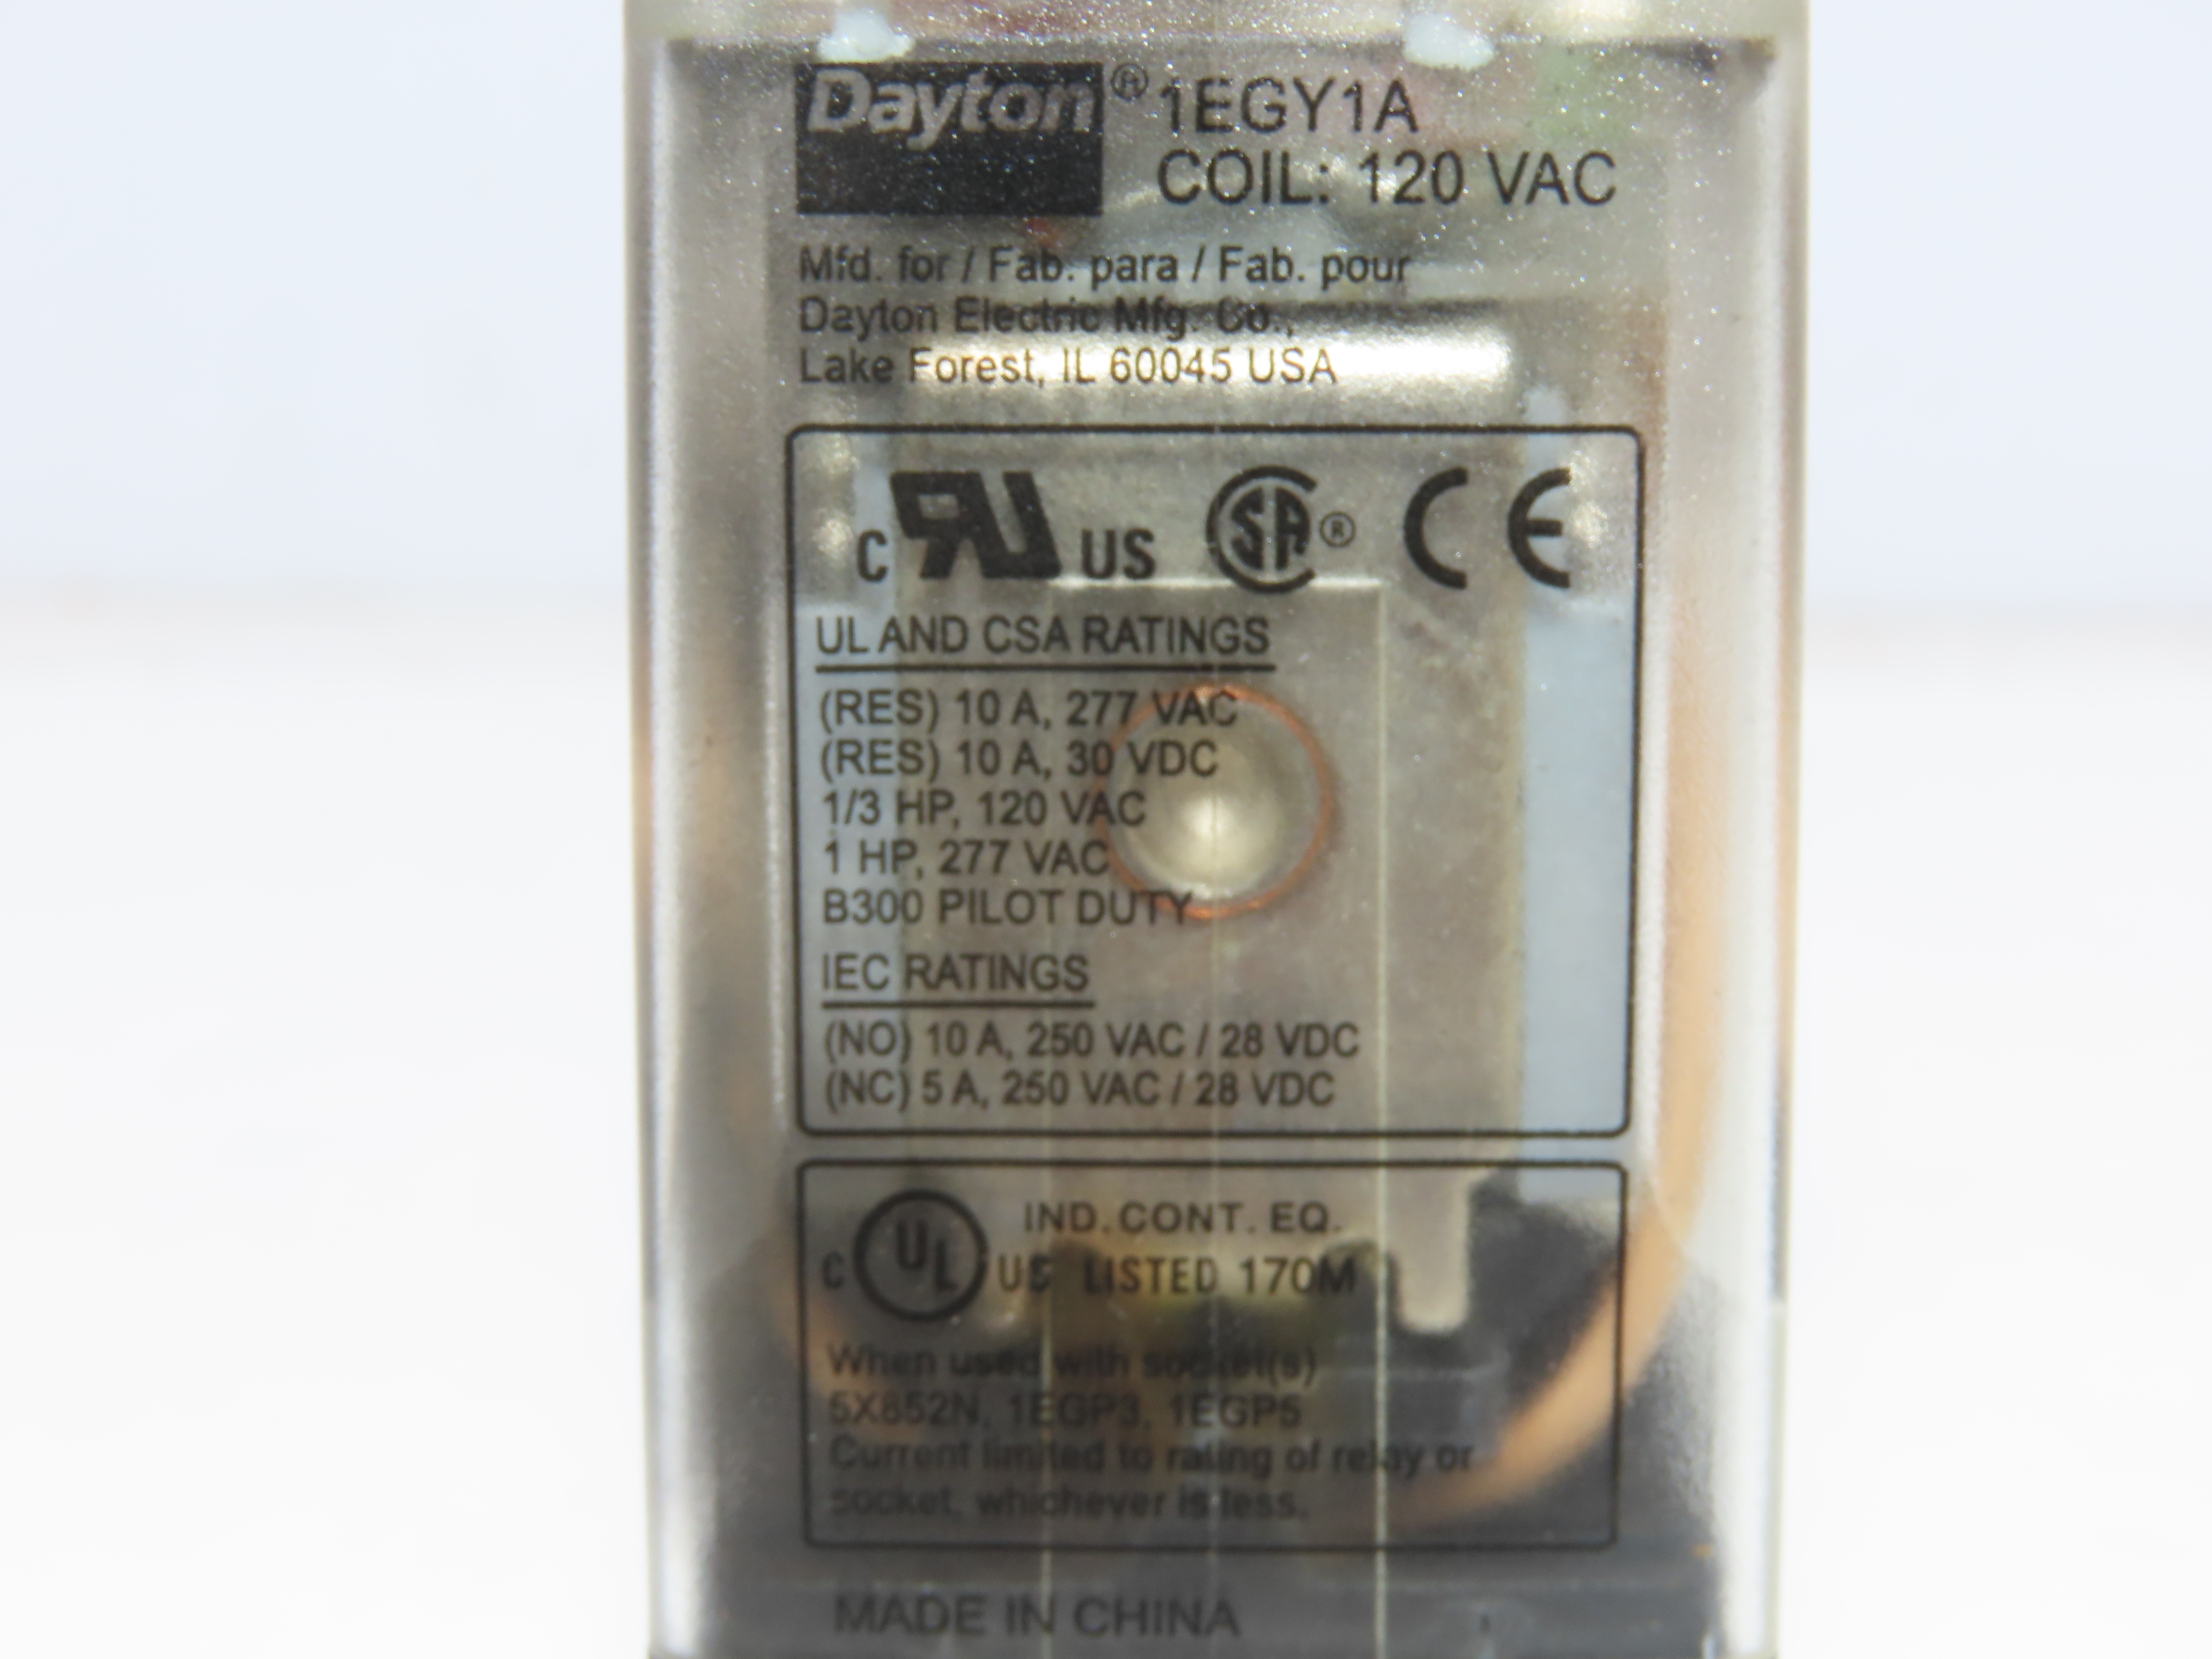 Dayton® 1EGY1A
COIL: 120 VAC
Mfd. for / Fab. para / Fab. pour
Dayton Electric Mfg. Co.,
Lake Forest, IL 60045 USA
C RU US SA® CE
UL AND CSA RATINGS
(RES) 10 A, 277 VAC
(RES) 10 A, 30 VDC
1/3 HP, 120 VAC
1 HP, 277 VAC
B300 PILOT DUTY
IEC RATINGS
(NO) 10 A, 250 VAC / 28 VDC
(NC) 5 A, 250 VAC / 28 VDC
IND. CONT. EQ.
C UL US LISTED 170M
When used with socket(s)
5X852N, 1EGP3, 1EGP5
Current limited to rating of relay or
socket, whichever is less.
MADE IN CHINA